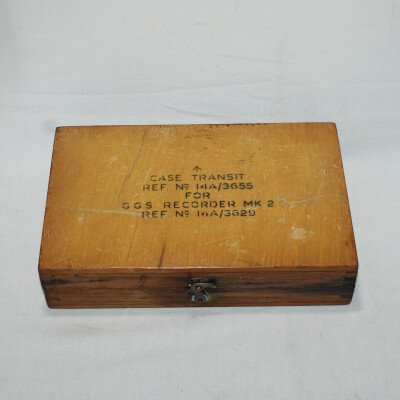 CASE TRANSIT
REF. Nº 14A/3655
FOR
G.G.S RECORDER MK 2
REF. Nº 14A/3629